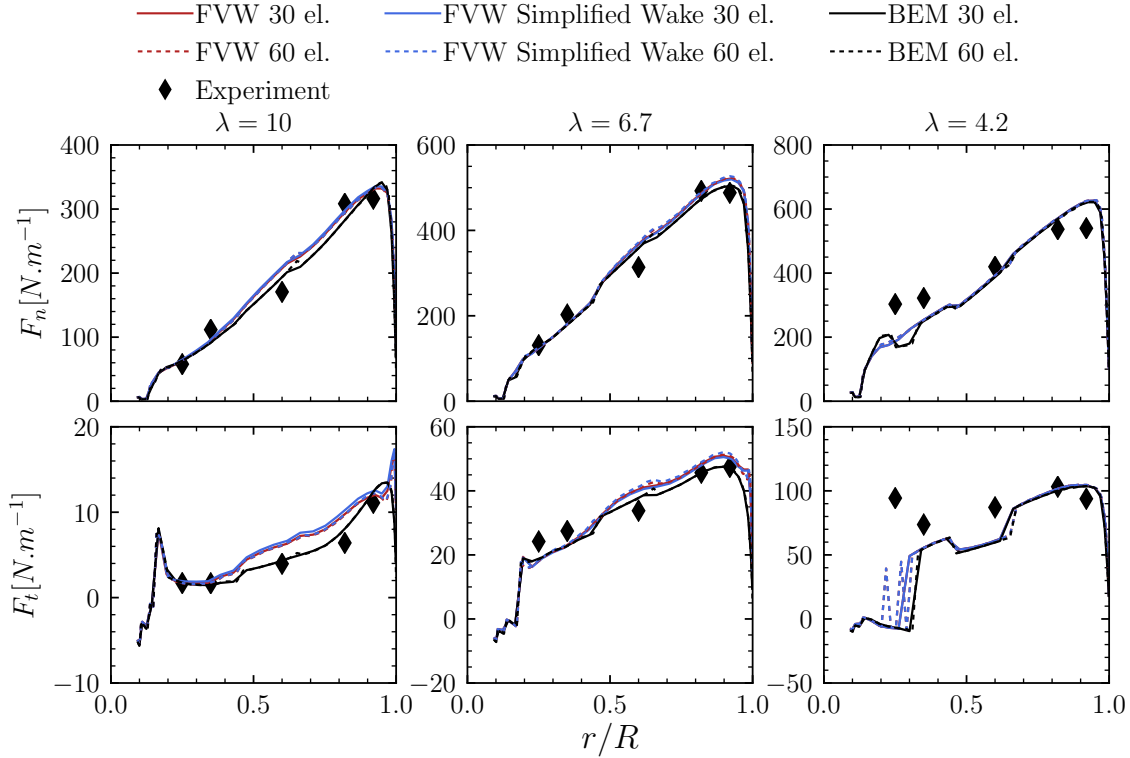 FVW 30 el. FVW Simplified Wake 30 el. BEM 30 el.
FVW 60 el. FVW Simplified Wake 60 el. BEM 60 el.
Experiment
λ = 10 λ = 6.7 λ = 4.2
400 600 800
300 600
400
200 400
200
100 200
0 0 0
F_n[N.m^{-1}]
20 60 150
40 100
10
20 50
0
0 0
−10 −20 −50
F_t[N.m^{-1}]
0.0 0.5 1.0 0.0 0.5 1.0 0.0 0.5 1.0
r/R